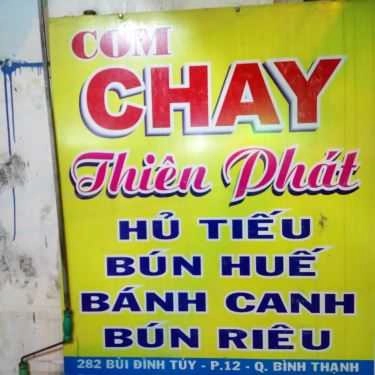 CƠM
CHAY
Thiên Phát
HỦ TIẾU
BÚN HUẾ
BÁNH CANH
BÚN RIÊU
282 BÙI ĐÌNH TÚY - P.12 - Q. BÌNH THẠNH